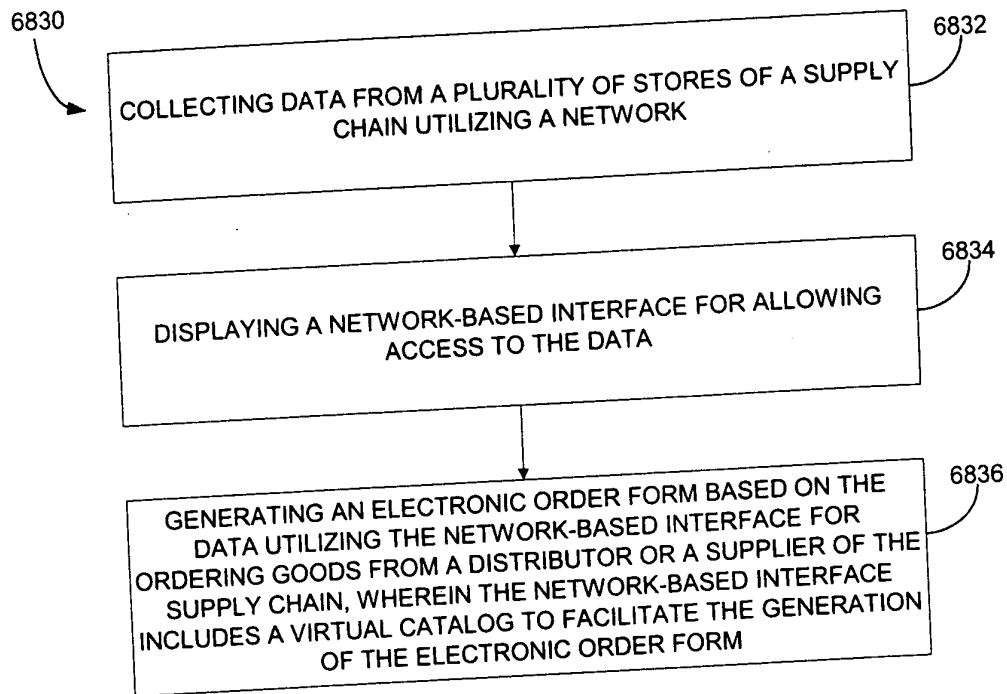 6830
6832
COLLECTING DATA FROM A PLURALITY OF STORES OF A SUPPLY
CHAIN UTILIZING A NETWORK
6834
DISPLAYING A NETWORK-BASED INTERFACE FOR ALLOWING
ACCESS TO THE DATA
6836
GENERATING AN ELECTRONIC ORDER FORM BASED ON THE
DATA UTILIZING THE NETWORK-BASED INTERFACE FOR
ORDERING GOODS FROM A DISTRIBUTOR OR A SUPPLIER OF THE
SUPPLY CHAIN, WHEREIN THE NETWORK-BASED INTERFACE
INCLUDES A VIRTUAL CATALOG TO FACILITATE THE GENERATION
OF THE ELECTRONIC ORDER FORM